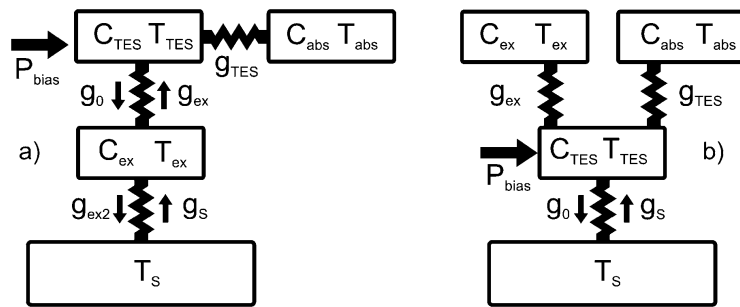 C_TES T_TES
C_abs T_abs
P_bias
g_TES
g_0
g_ex
a)
C_ex T_ex
g_ex2
g_S
T_S
C_ex T_ex
C_abs T_abs
g_ex
g_TES
C_TES T_TES
b)
P_bias
g_0
g_S
T_S